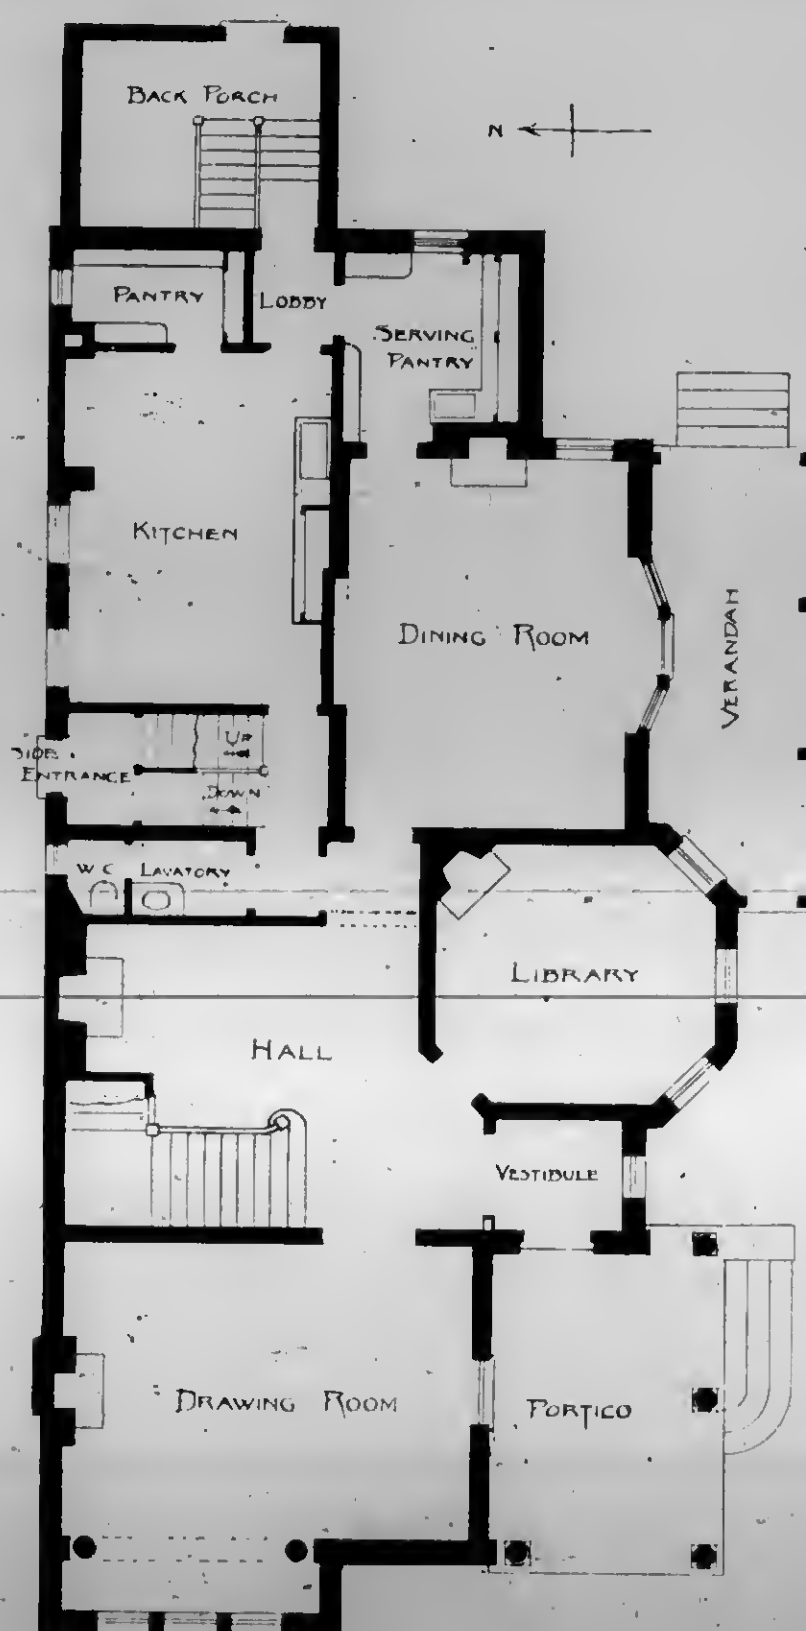 BACK PORCH
N
PANTRY
LOBBY
SERVING
PANTRY
KITCHEN
DINING ROOM
VERANDAH
UP
SIDE
ENTRANCE
DOWN
W C
LAVATORY
LIBRARY
HALL
VESTIBULE
DRAWING ROOM
PORTICO